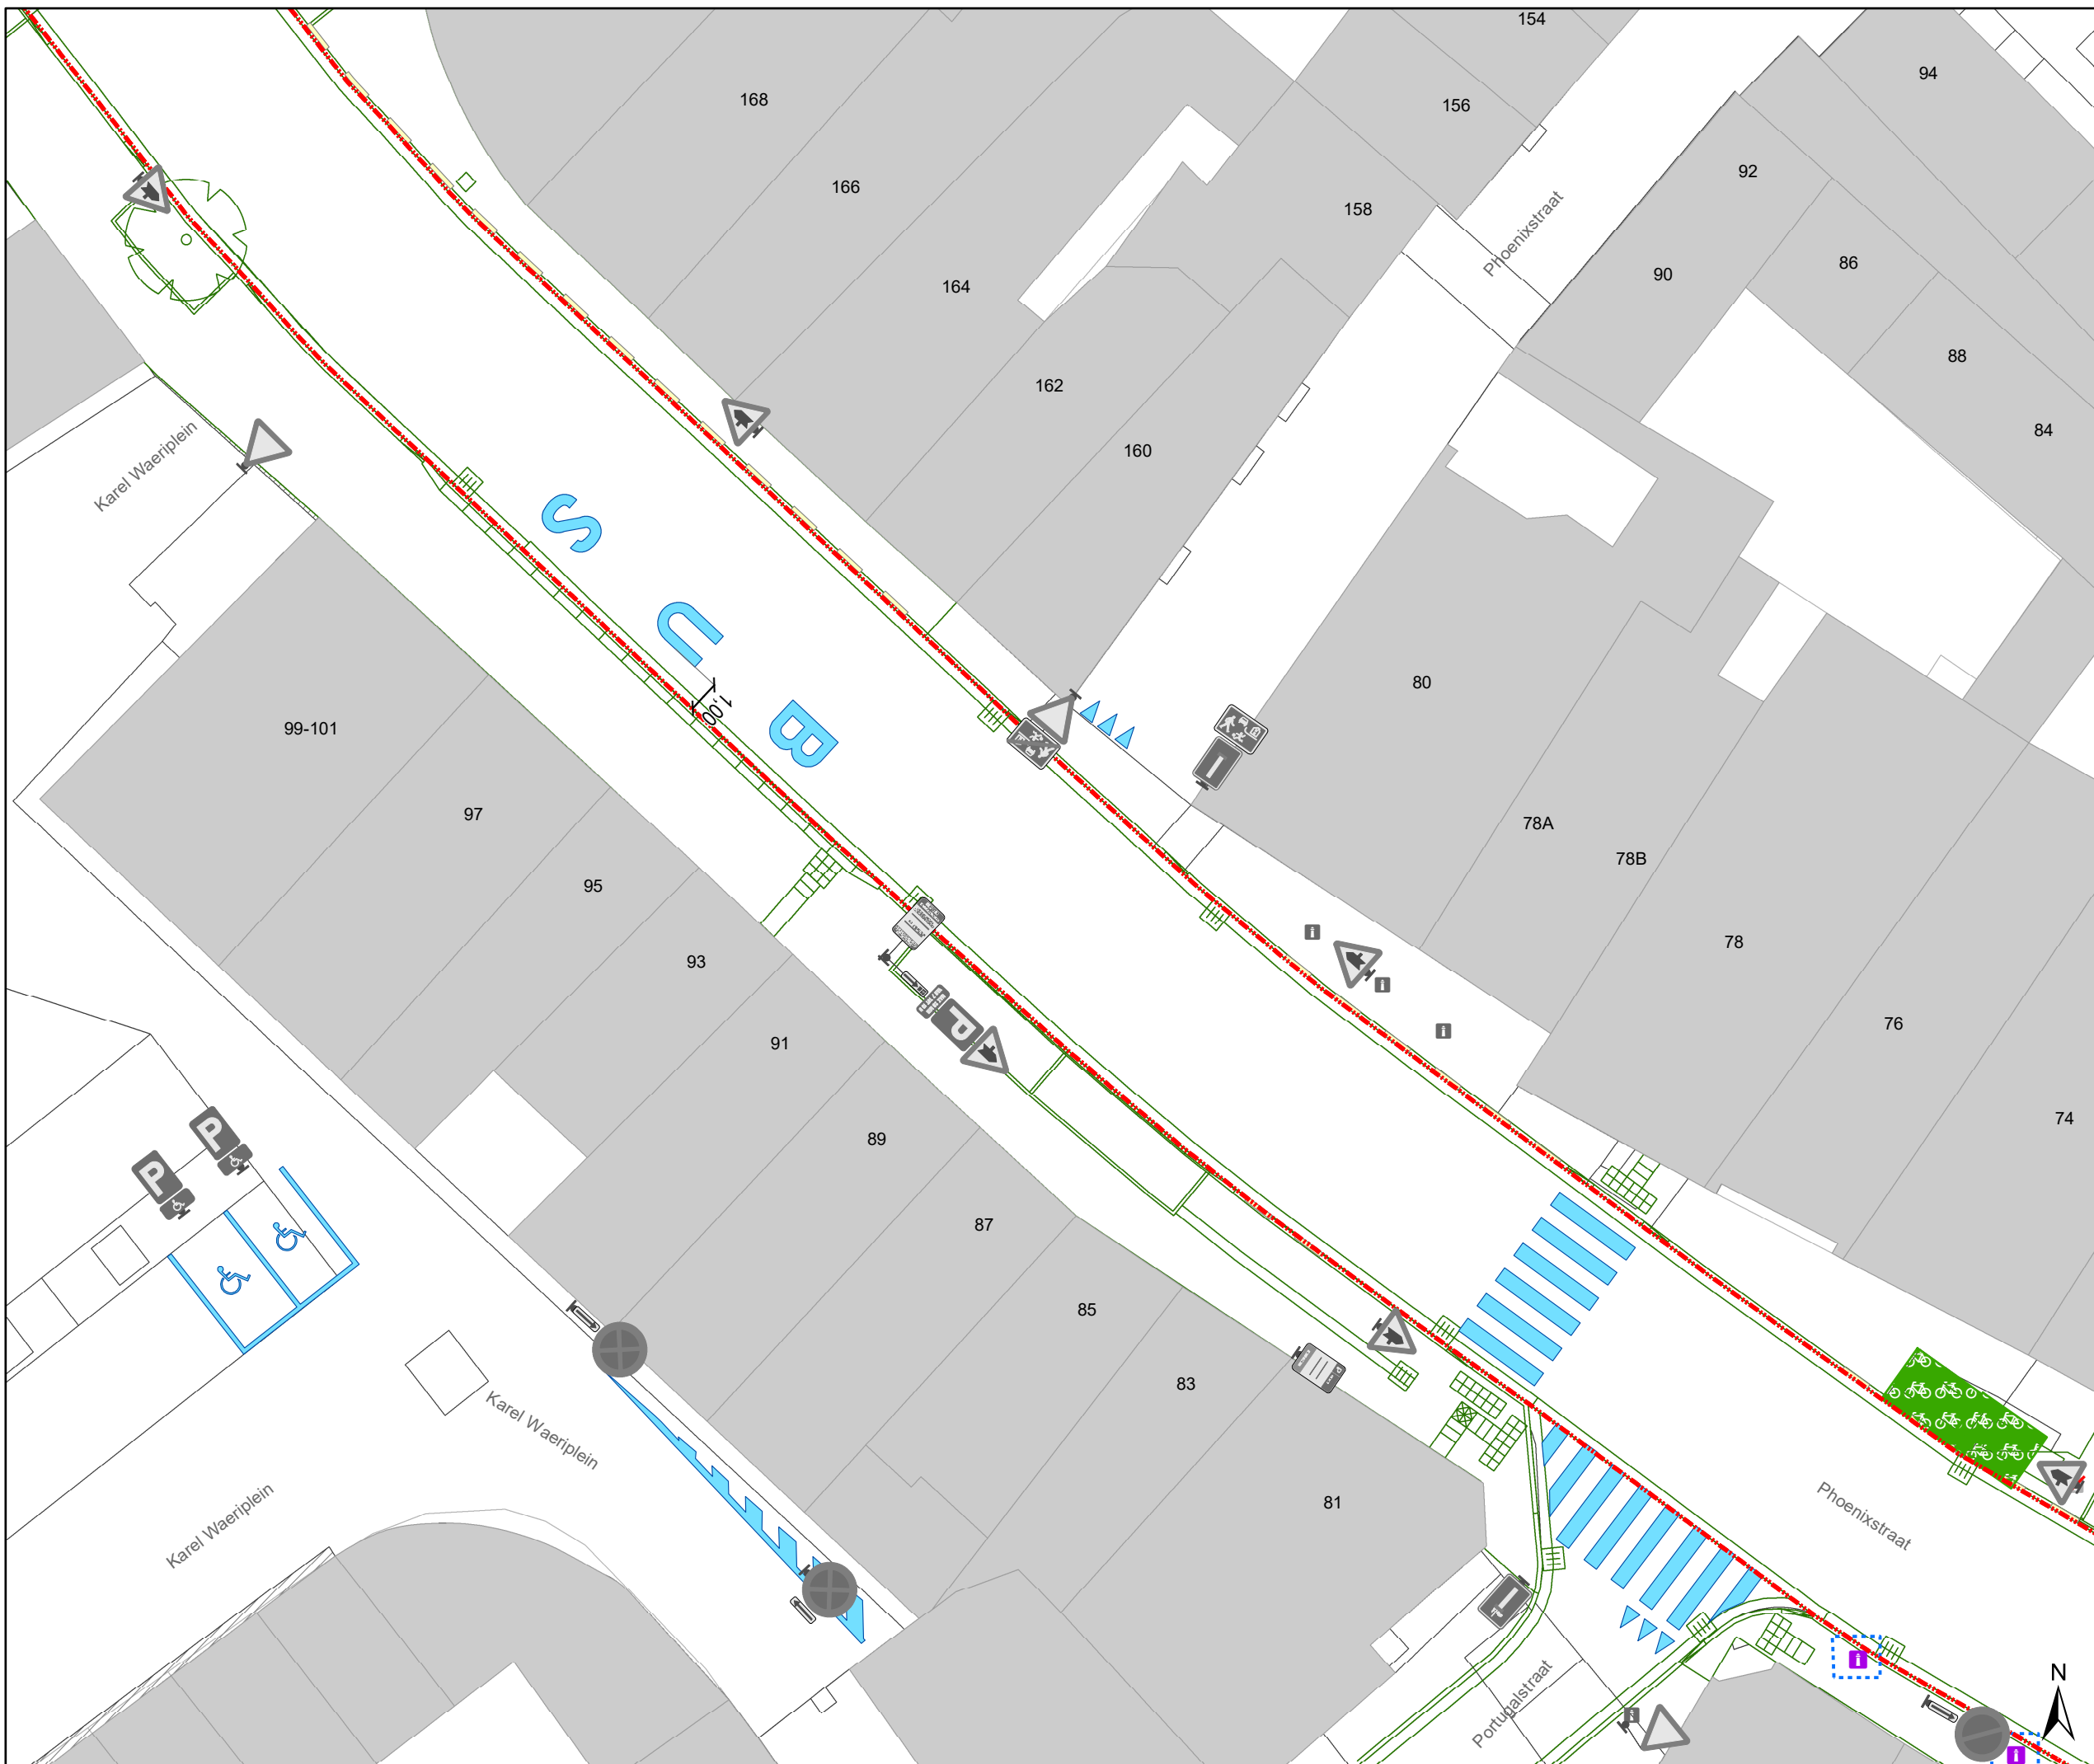 154
94
168
156
92
166
158
Phoenixstraat
90
86
164
88
162
84
160
Karel Waeriplein
S
U
B
1.00
80
99-101
97
78A
78B
95
78
93
76
91
74
P
89
P
P
87
85
83
Karel Waeriplein
81
Karel Waeriplein
Phoenixstraat
Portugalstraat
N